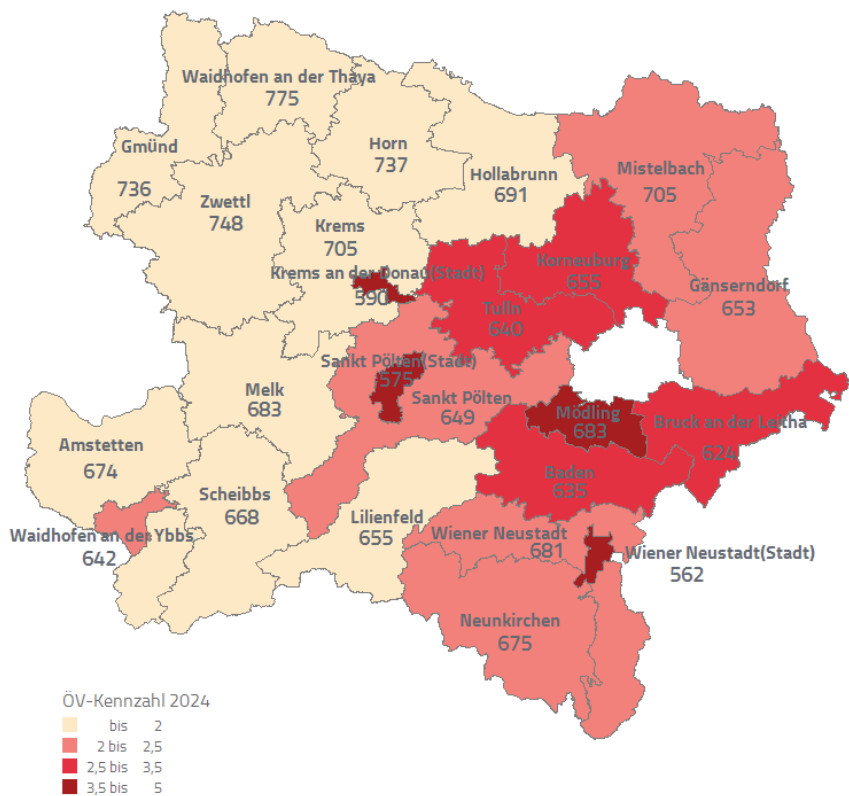 Waidhofen an der Thaya
775
Gmünd
736
Horn
737
Zwettl
748
Hollabrunn
691
Mistelbach
705
Krems
705
Krems an der Donau(Stadt)
390
Korneuburg
655
Gänserndorf
653
Tulln
640
Sankt Pölten(Stadt)
575
Melk
683
Sankt Pölten
649
Mödling
683
Bruck an der Leitha
624
Amstetten
674
Baden
635
Scheibbs
668
Lilienfeld
655
Waidhofen an der Ybbs
642
Wiener Neustadt
681
Wiener Neustadt(Stadt)
562
Neunkirchen
675
ÖV-Kennzahl 2024
bis 2
2 bis 2,5
2,5 bis 3,5
3,5 bis 5